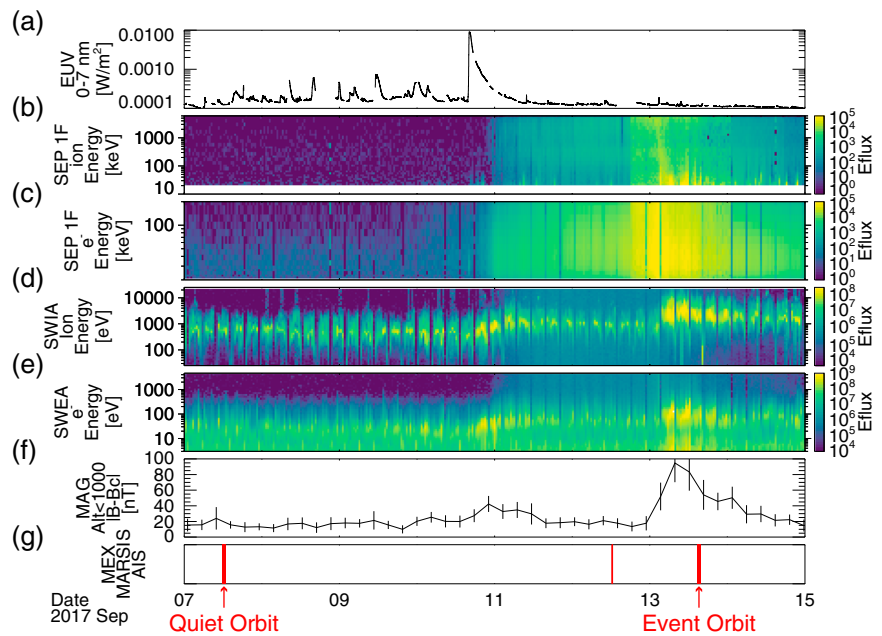 (a)
EUV
0-7 nm
[W/m²]
0.0100
0.0010
0.0001
(b)
SEP 1F
ion
Energy
[keV]
1000
100
10
10⁵
10⁴
10³
10²
10¹
10⁰
Eflux
(c)
SEP 1F
e⁻
Energy
[keV]
100
10⁵
10⁴
10³
10²
10¹
10⁰
Eflux
(d)
SWIA
Ion
Energy
[eV]
10000
1000
100
10⁸
10⁷
10⁶
10⁵
10⁴
Eflux
(e)
SWEA
e⁻
Energy
[eV]
1000
100
10
10⁹
10⁸
10⁷
10⁶
10⁵
10⁴
Eflux
(f)
MAG
Alt<1000
|B-Bc|
[nT]
100
80
60
40
20
0
(g)
MEX
MARSIS
AIS
07 09 11 13 15
Date
2017 Sep
Quiet Orbit
Event Orbit